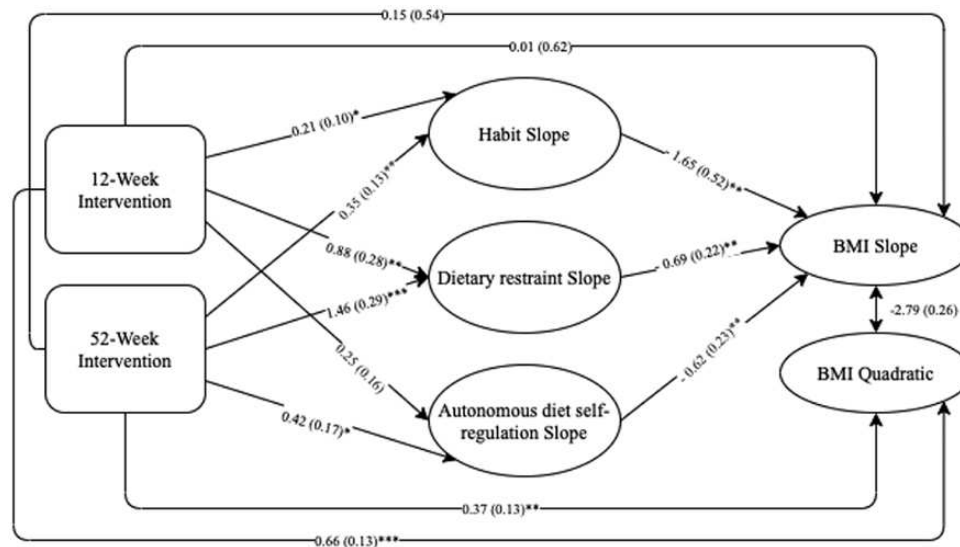 0.15 (0.54)
0.01 (0.62)
12-Week
Intervention
52-Week
Intervention
0.21 (0.10)*
0.35 (0.13)**
0.88 (0.28)**
1.46 (0.29)***
0.25 (0.16)
0.42 (0.17)*
Habit Slope
Dietary restraint Slope
Autonomous diet self-
regulation Slope
- 1.65 (0.52)**
- 0.69 (0.22)**
- 0.62 (0.23)**
BMI Slope
-2.79 (0.26)
BMI Quadratic
0.37 (0.13)**
0.66 (0.13)***